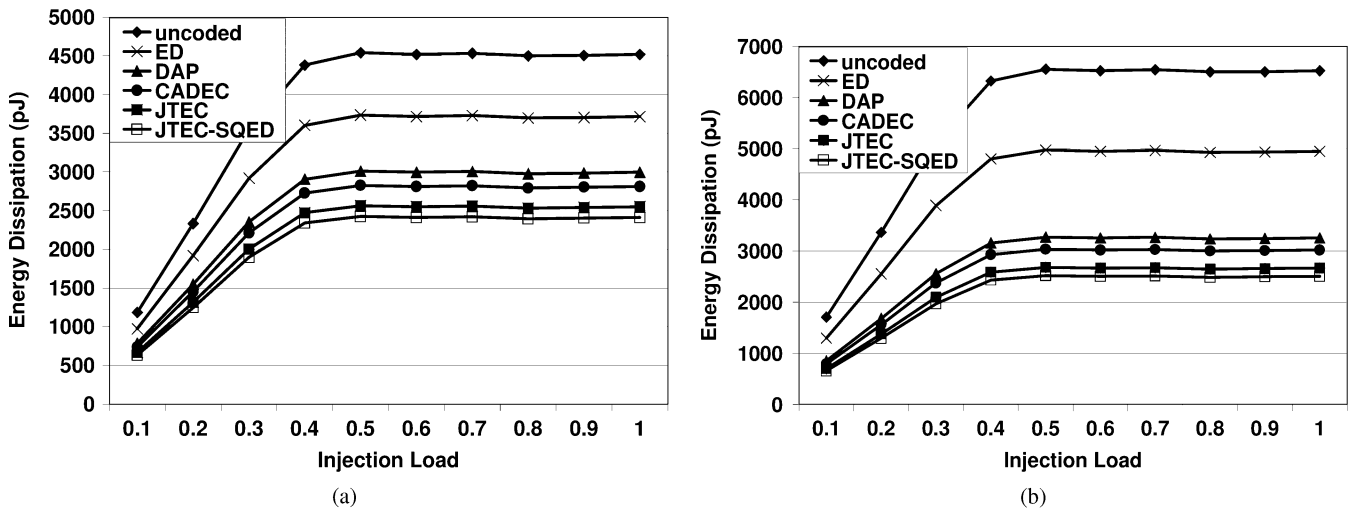 5000
4500
4000
3500
3000
2500
2000
1500
1000
500
0
Energy Dissipation (pJ)
uncoded
ED
DAP
CADEC
JTEC
JTEC-SQED
0.1 0.2 0.3 0.4 0.5 0.6 0.7 0.8 0.9 1
Injection Load
(a)
7000
6000
5000
4000
3000
2000
1000
0
Energy Dissipation (pJ)
uncoded
ED
DAP
CADEC
JTEC
JTEC-SQED
0.1 0.2 0.3 0.4 0.5 0.6 0.7 0.8 0.9 1
Injection Load
(b)